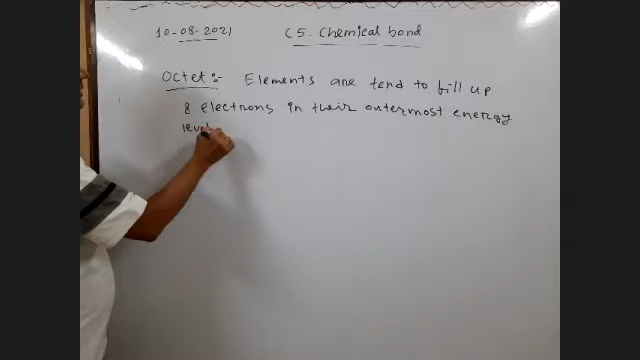 10-08-2021 C5. Chemical bond
Octet:- Elements are tend to fill up
8 electrons in their outermost energy
level